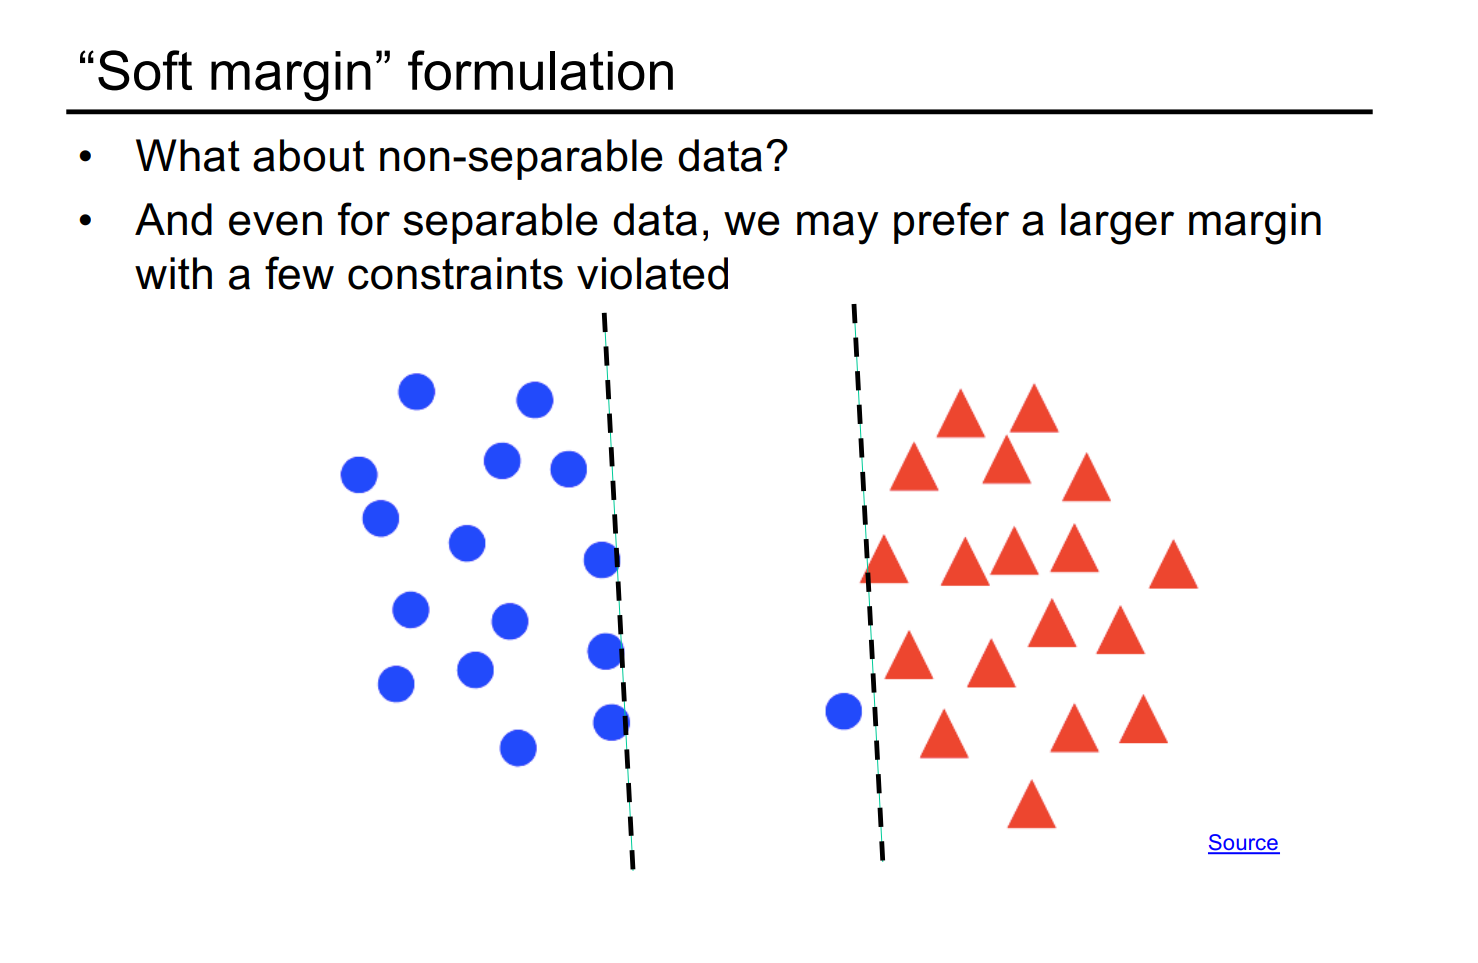 “Soft margin” formulation
• What about non-separable data?
• And even for separable data, we may prefer a larger margin
with a few constraints violated
Source